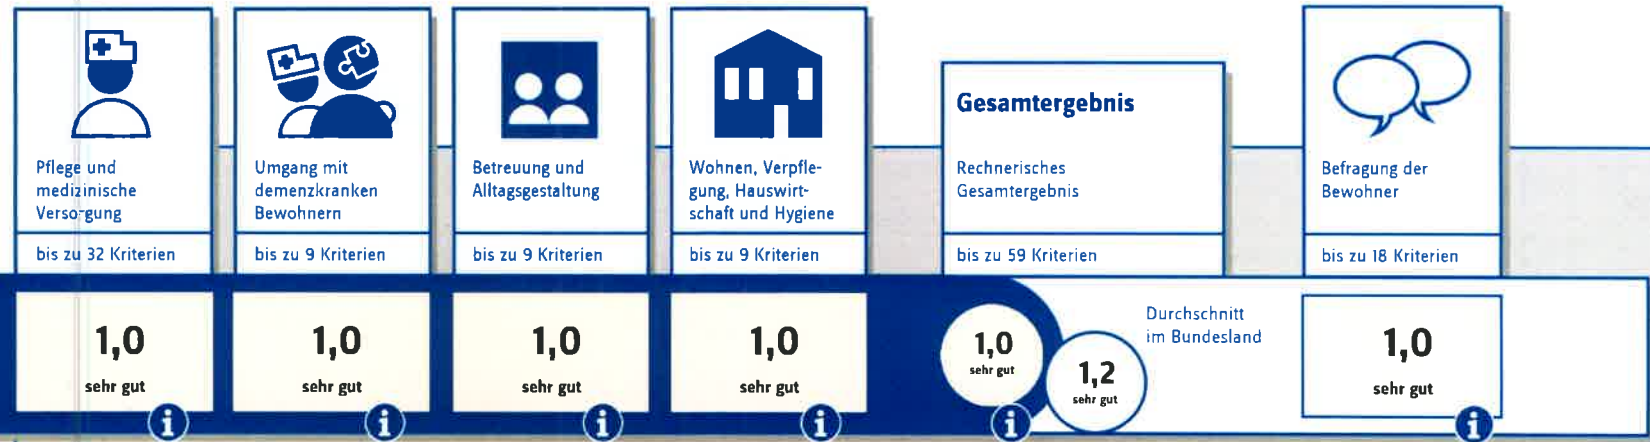 Pflege und
medizinische
Versorgung
bis zu 32 Kriterien
1,0
sehr gut
Umgang mit
demenzkranken
Bewohnern
bis zu 9 Kriterien
1,0
sehr gut
Betreuung und
Alltagsgestaltung
bis zu 9 Kriterien
1,0
sehr gut
Wohnen, Verpfle-
gung, Hauswirt-
schaft und Hygiene
bis zu 9 Kriterien
1,0
sehr gut
Gesamtergebnis
Rechnerisches
Gesamtergebnis
bis zu 59 Kriterien
1,0
sehr gut
Durchschnitt
im Bundesland
1,2
sehr gut
Befragung der
Bewohner
bis zu 18 Kriterien
1,0
sehr gut